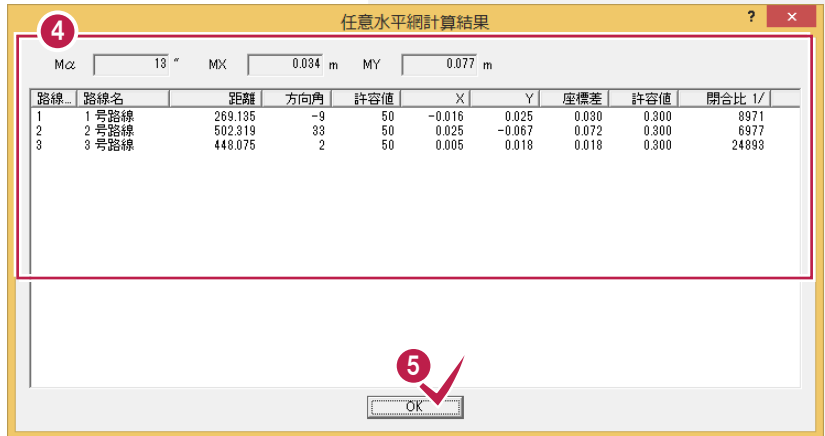 任意水平網計算結果 ? ×
4
Mα 13 ″ MX 0.034 m MY 0.077 m
路線... 路線名 距離 方向角 許容値 X Y 座標差 許容値 閉合比 1/
1 1号路線 269.135 -9 50 -0.016 0.025 0.030 0.300 8971
2 2号路線 502.319 33 50 0.025 -0.067 0.072 0.300 6977
3 3号路線 448.075 2 50 0.005 0.018 0.018 0.300 24893
5
OK